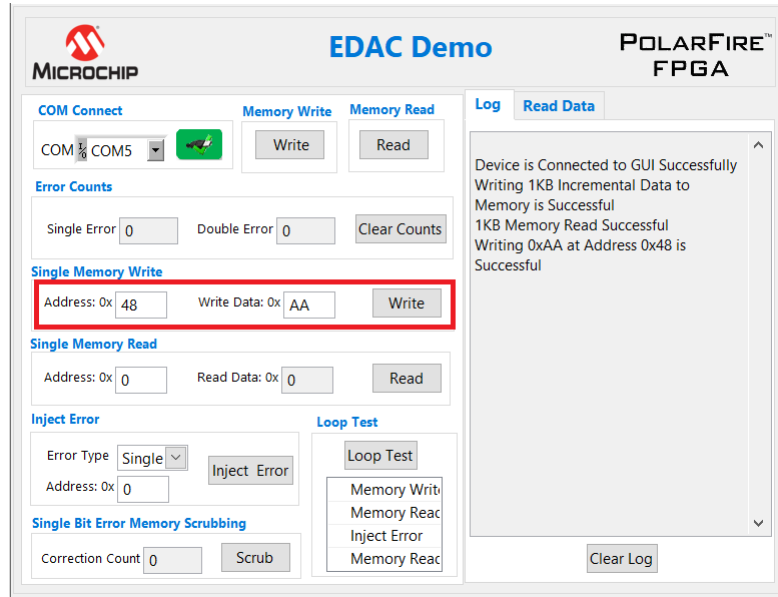 MICROCHIP
EDAC Demo
POLARFIRE™
FPGA
COM Connect
COM I/O COM5
Memory Write
Write
Memory Read
Read
Error Counts
Single Error 0
Double Error 0
Clear Counts
Single Memory Write
Address: 0x 48
Write Data: 0x AA
Write
Single Memory Read
Address: 0x 0
Read Data: 0x 0
Read
Inject Error
Error Type Single
Address: 0x 0
Inject Error
Loop Test
Loop Test
Memory Writ
Memory Reac
Inject Error
Memory Reac
Single Bit Error Memory Scrubbing
Correction Count 0
Scrub
Log
Read Data
Device is Connected to GUI Successfully
Writing 1KB Incremental Data to
Memory is Successful
1KB Memory Read Successful
Writing 0xAA at Address 0x48 is
Successful
Clear Log